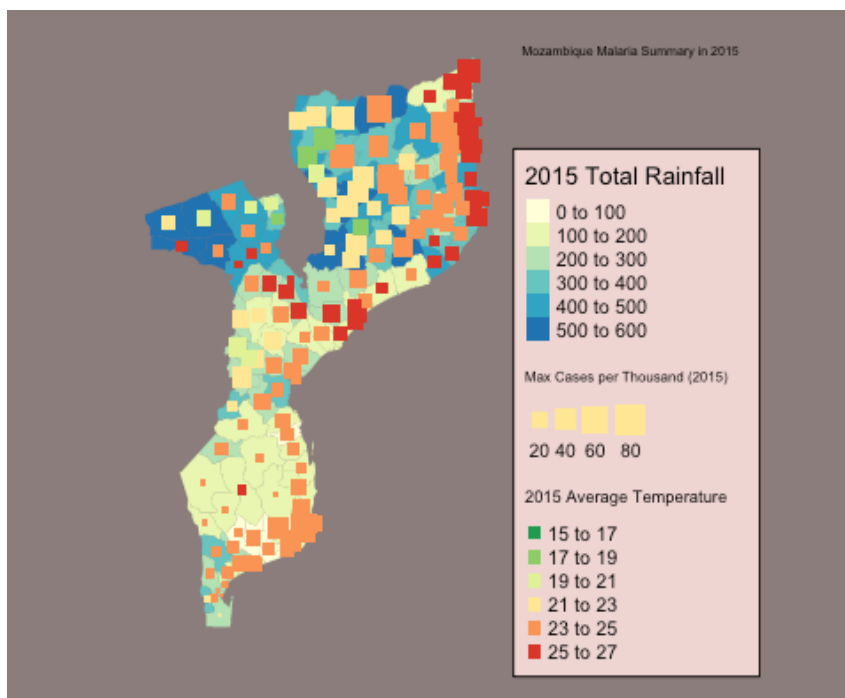 Mozambique Malaria Summary in 2015
2015 Total Rainfall
0 to 100
100 to 200
200 to 300
300 to 400
400 to 500
500 to 600
Max Cases per Thousand (2015)
20 40 60 80
2015 Average Temperature
15 to 17
17 to 19
19 to 21
21 to 23
23 to 25
25 to 27